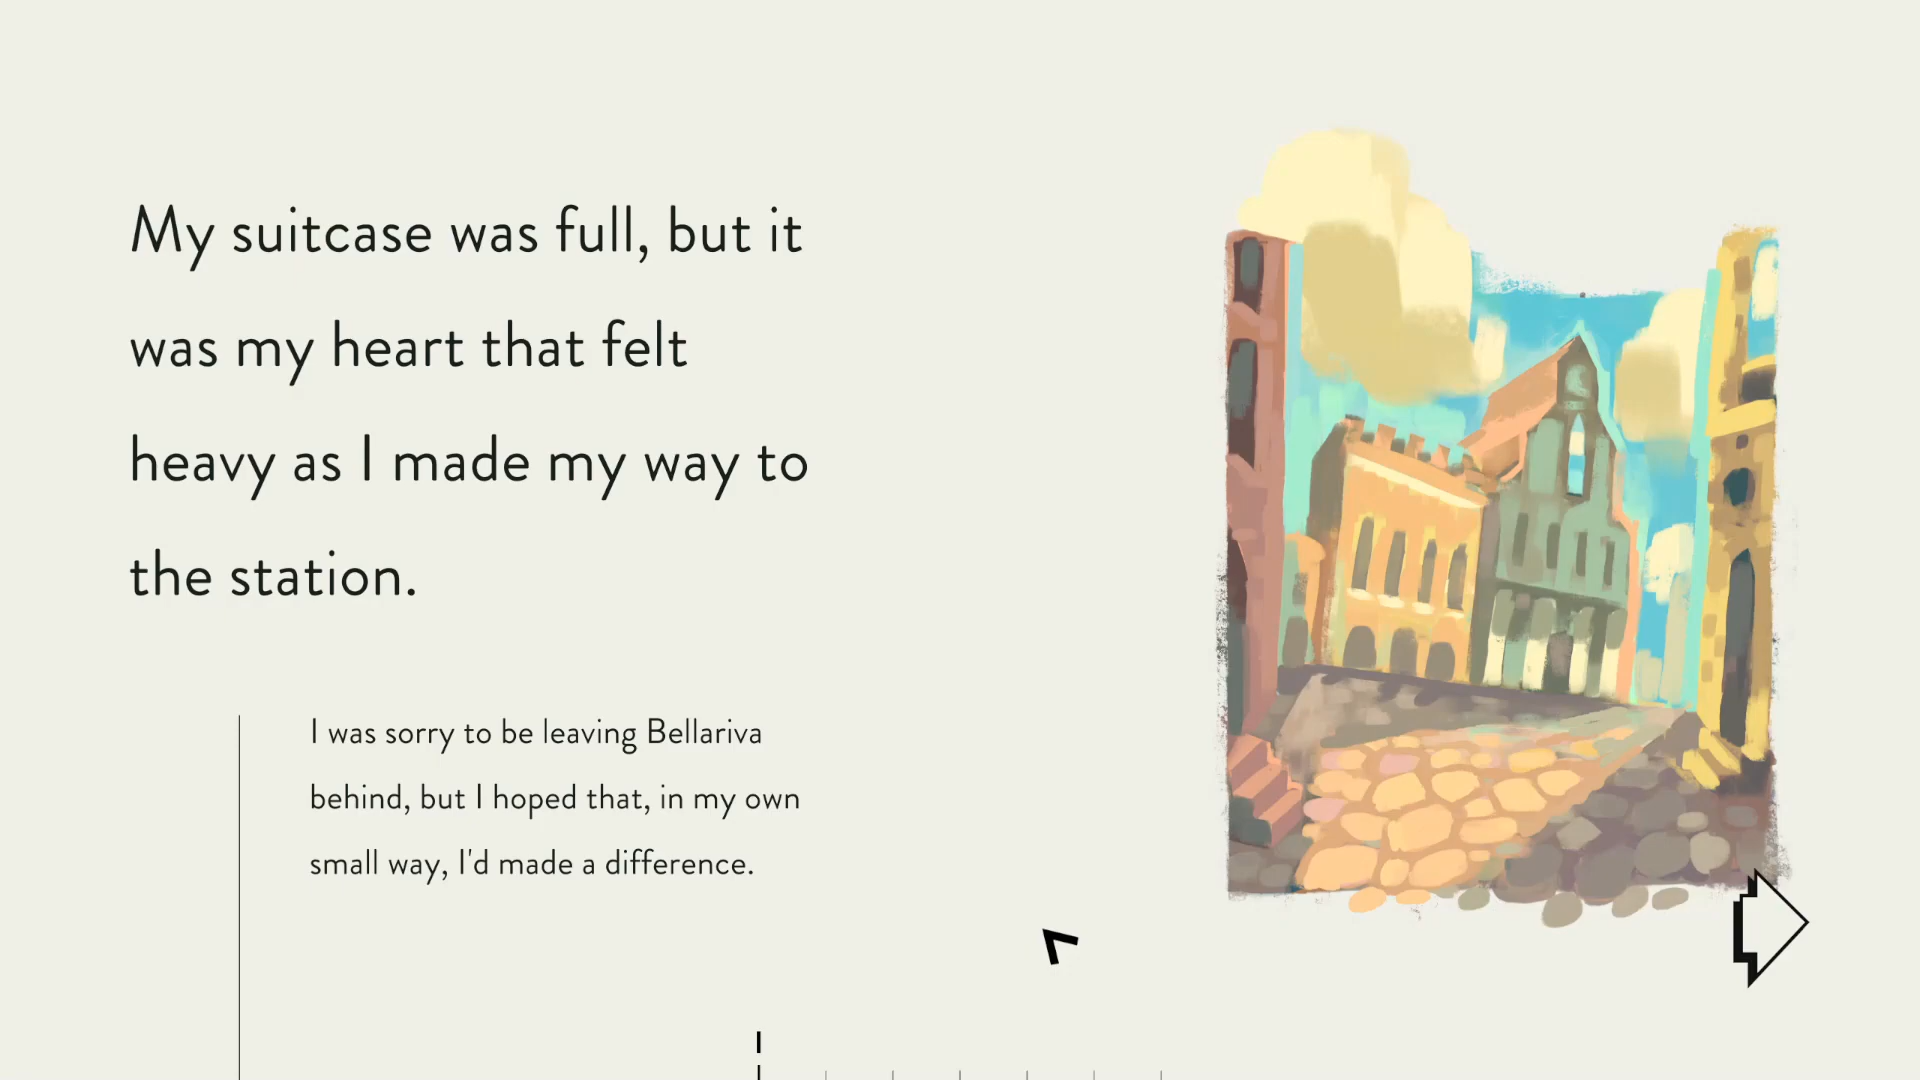 My suitcase was full, but it
was my heart that felt
heavy as I made my way to
the station.
I was sorry to be leaving Bellariva
behind, but I hoped that, in my own
small way, I'd made a difference.